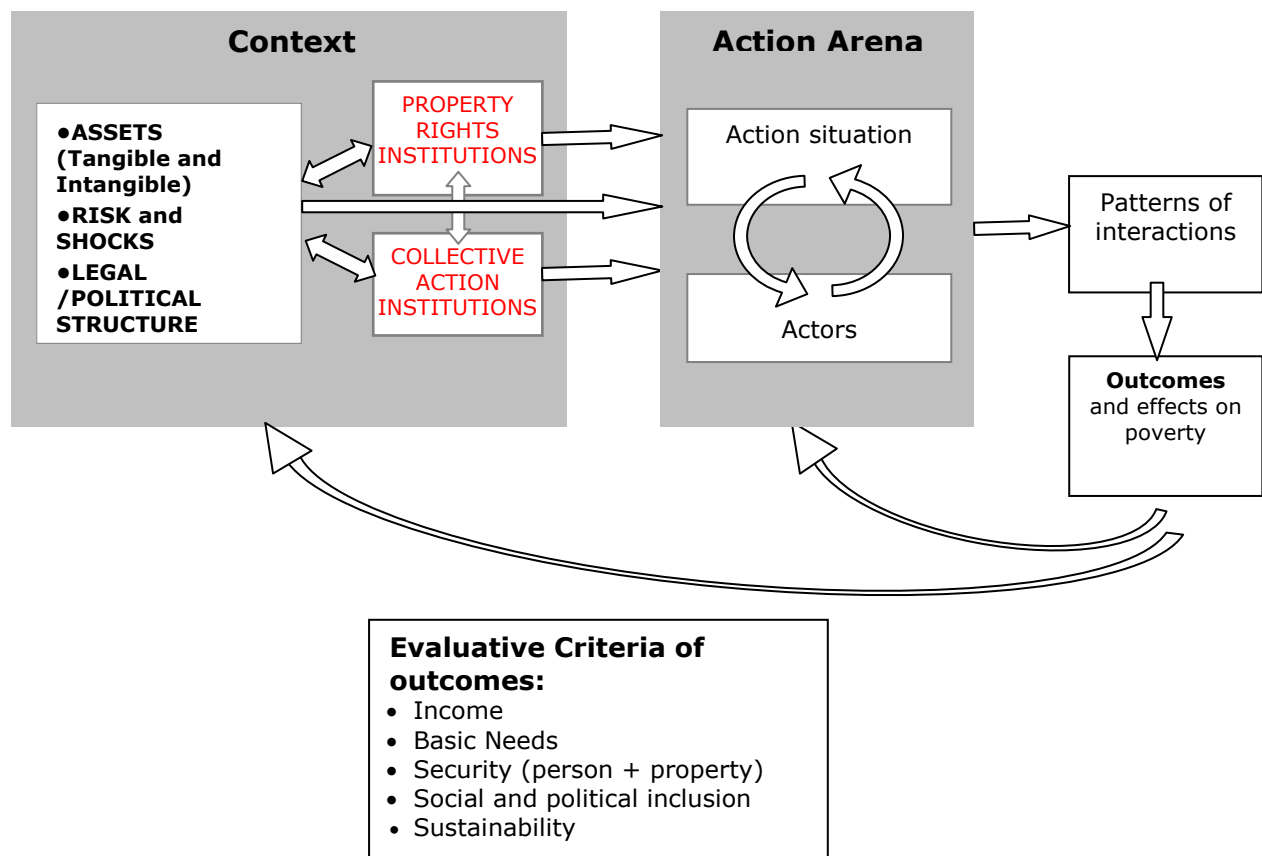 Context
●ASSETS
(Tangible and
Intangible)
●RISK and
SHOCKS
●LEGAL
/POLITICAL
STRUCTURE
PROPERTY
RIGHTS
INSTITUTIONS
COLLECTIVE
ACTION
INSTITUTIONS
Action Arena
Action situation
Actors
Patterns of
interactions
Outcomes
and effects on
poverty
Evaluative Criteria of
outcomes:
• Income
• Basic Needs
• Security (person + property)
• Social and political inclusion
• Sustainability